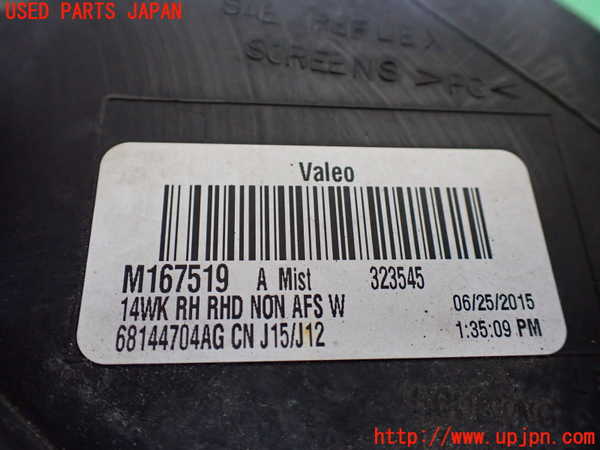 USED PARTS JAPAN
SCREENS >PC<
Valeo
M167519 A Mist 323545
14WK RH RHD NON AFS W 06/25/2015
68144704AG CN J15/J12 1:35:09 PM
http://www.upjpn.com/